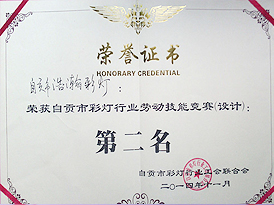 荣誉证书
HONORARY CREDENTIAL
自贡市浩瀚彩灯:
荣获自贡市彩灯行业劳动技能竞赛(设计):
第二名
自贡市彩灯行业工会联合会
二〇一四年十一月